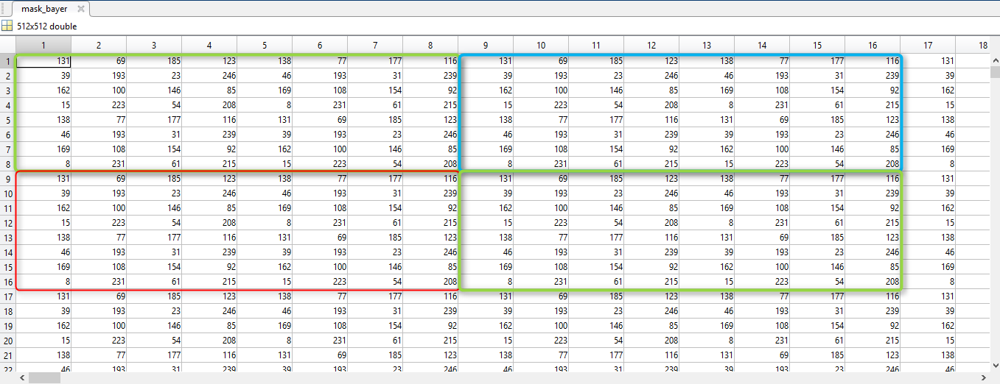 mask_bayer
512x512 double
1 2 3 4 5 6 7 8 9 10 11 12 13 14 15 16 17 18
1 131 69 185 123 138 77 177 116 131 69 185 123 138 77 177 116 131
2 39 193 23 246 46 193 31 239 39 193 23 246 46 193 31 239 39
3 162 100 146 85 169 108 154 92 162 100 146 85 169 108 154 92 162
4 15 223 54 208 8 231 61 215 15 223 54 208 8 231 61 215 15
5 138 77 177 116 131 69 185 123 138 77 177 116 131 69 185 123 138
6 46 193 31 239 39 193 23 246 46 193 31 239 39 193 23 246 46
7 169 108 154 92 162 100 146 85 169 108 154 92 162 100 146 85 169
8 8 231 61 215 15 223 54 208 8 231 61 215 15 223 54 208 8
9 131 69 185 123 138 77 177 116 131 69 185 123 138 77 177 116 131
10 39 193 23 246 46 193 31 239 39 193 23 246 46 193 31 239 39
11 162 100 146 85 169 108 154 92 162 100 146 85 169 108 154 92 162
12 15 223 54 208 8 231 61 215 15 223 54 208 8 231 61 215 15
13 138 77 177 116 131 69 185 123 138 77 177 116 131 69 185 123 138
14 46 193 31 239 39 193 23 246 46 193 31 239 39 193 23 246 46
15 169 108 154 92 162 100 146 85 169 108 154 92 162 100 146 85 169
16 8 231 61 215 15 223 54 208 8 231 61 215 15 223 54 208 8
17 131 69 185 123 138 77 177 116 131 69 185 123 138 77 177 116 131
18 39 193 23 246 46 193 31 239 39 193 23 246 46 193 31 239 39
19 162 100 146 85 169 108 154 92 162 100 146 85 169 108 154 92 162
20 15 223 54 208 8 231 61 215 15 223 54 208 8 231 61 215 15
21 138 77 177 116 131 69 185 123 138 77 177 116 131 69 185 123 138
22 46 193 31 239 39 193 23 246 46 193 31 239 39 193 23 246 46